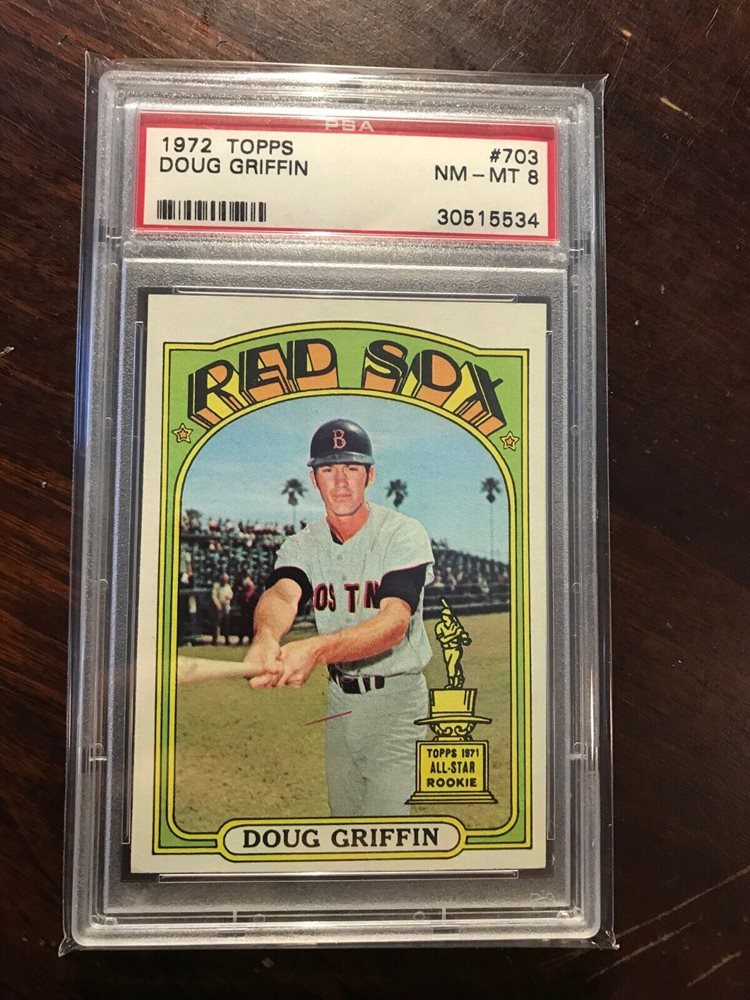 PSA
1972 TOPPS #703
DOUG GRIFFIN NM-MT 8
30515534
RED SOX
B
BOSTON
TOPPS 1971
ALL-STAR
ROOKIE
DOUG GRIFFIN